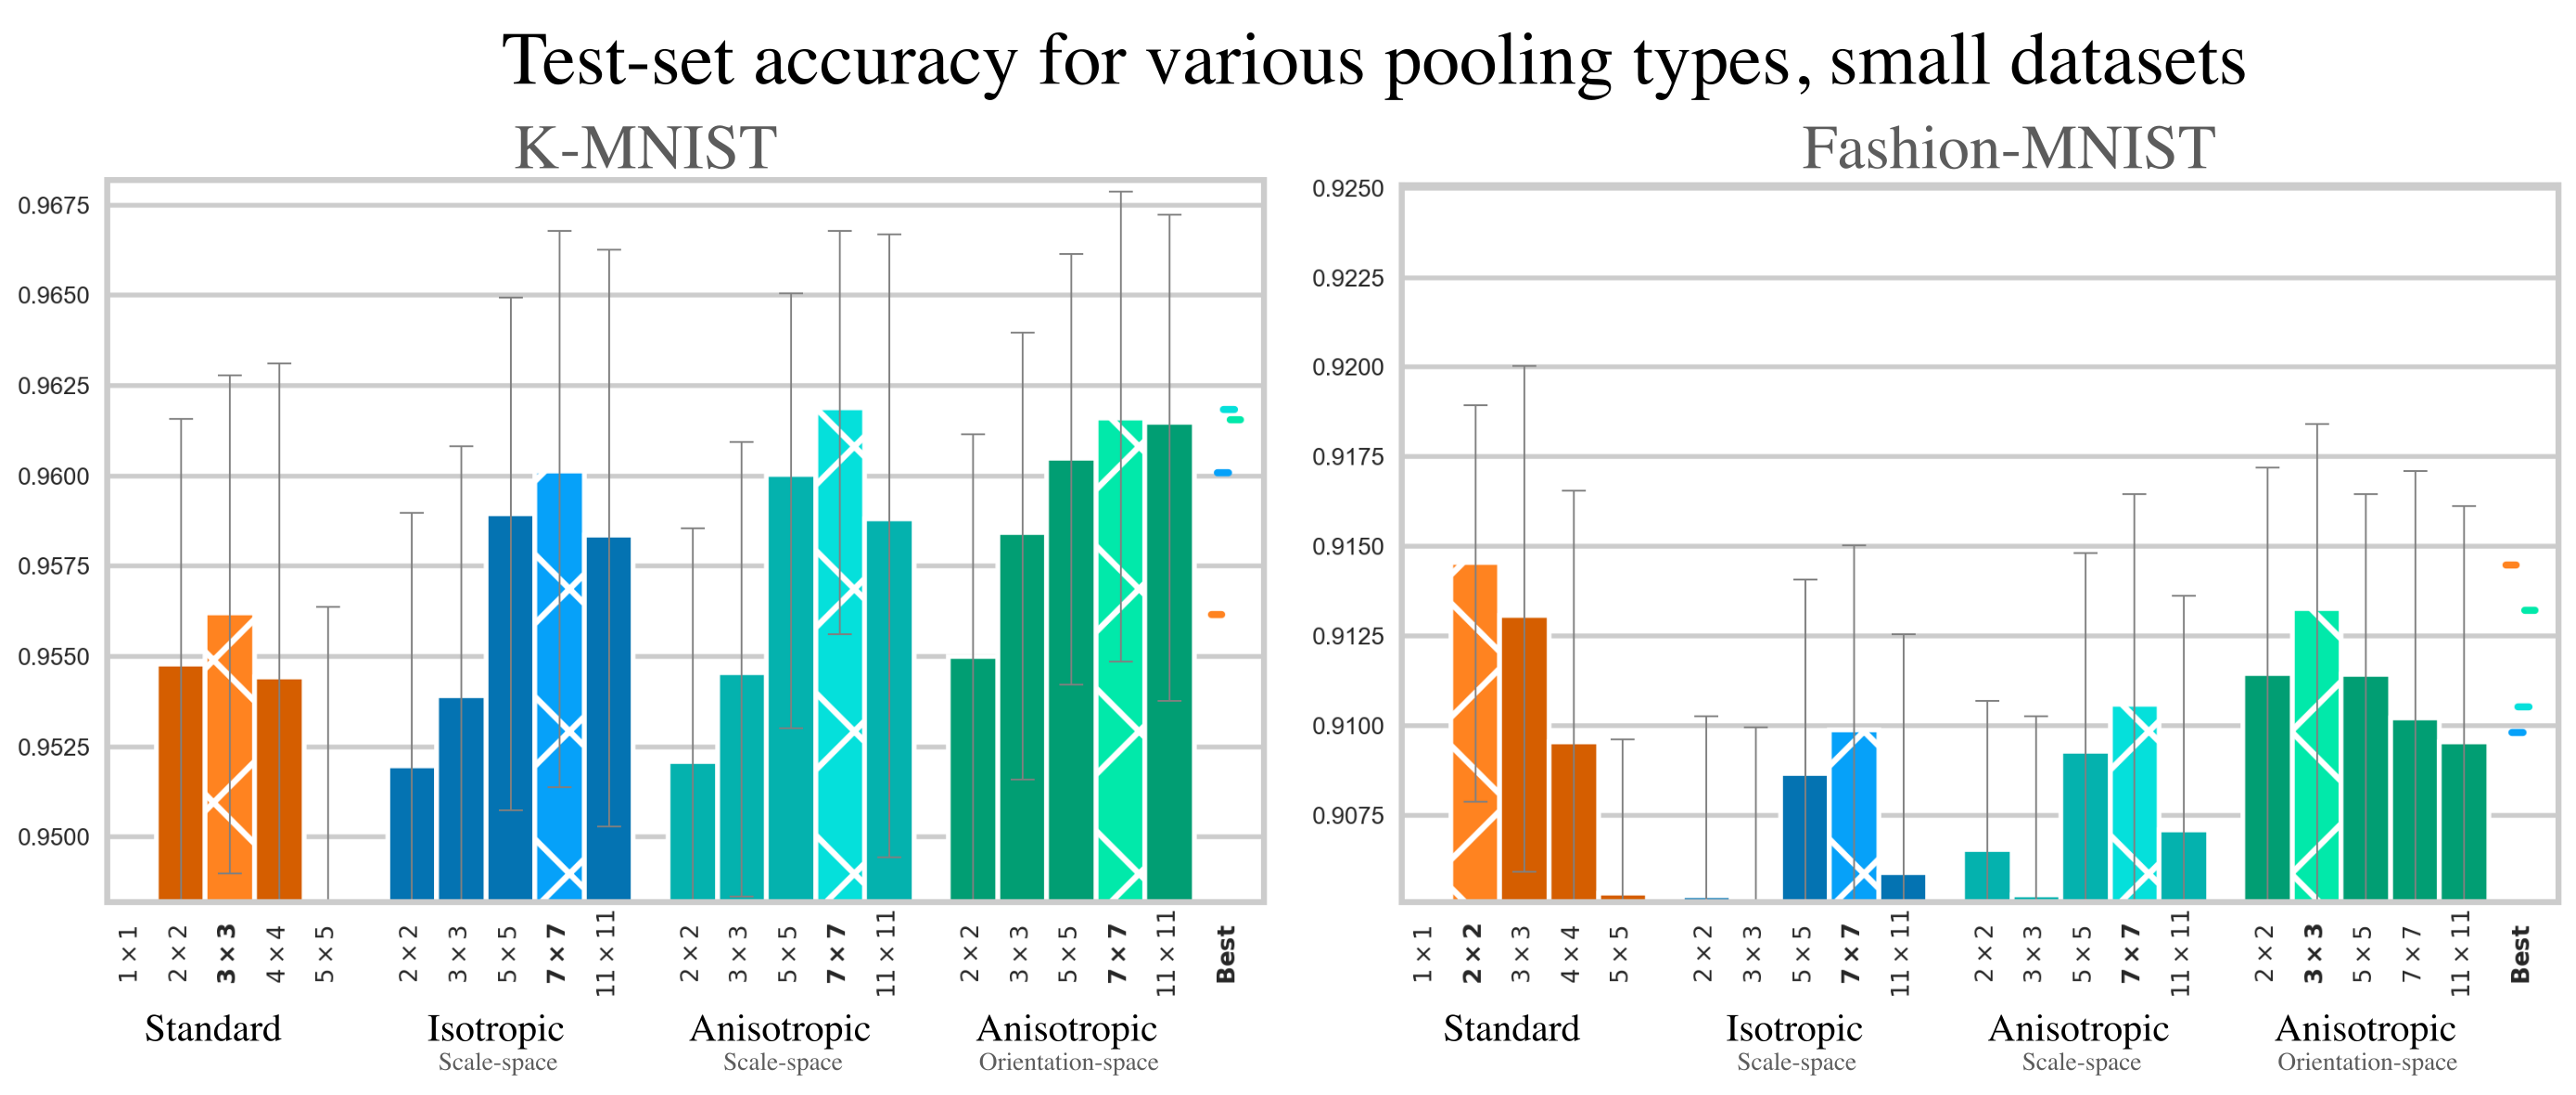 Test-set accuracy for various pooling types, small datasets
K-MNIST
0.9675
0.9650
0.9625
0.9600
0.9575
0.9550
0.9525
0.9500
1×1
2×2
3×3
4×4
5×5
2×2
3×3
5×5
7×7
11×11
2×2
3×3
5×5
7×7
11×11
2×2
3×3
5×5
7×7
11×11
Best
Standard
Isotropic
Scale-space
Anisotropic
Scale-space
Anisotropic
Orientation-space
Fashion-MNIST
0.9250
0.9225
0.9200
0.9175
0.9150
0.9125
0.9100
0.9075
1×1
2×2
3×3
4×4
5×5
2×2
3×3
5×5
7×7
11×11
2×2
3×3
5×5
7×7
11×11
2×2
3×3
5×5
7×7
11×11
Best
Standard
Isotropic
Scale-space
Anisotropic
Scale-space
Anisotropic
Orientation-space